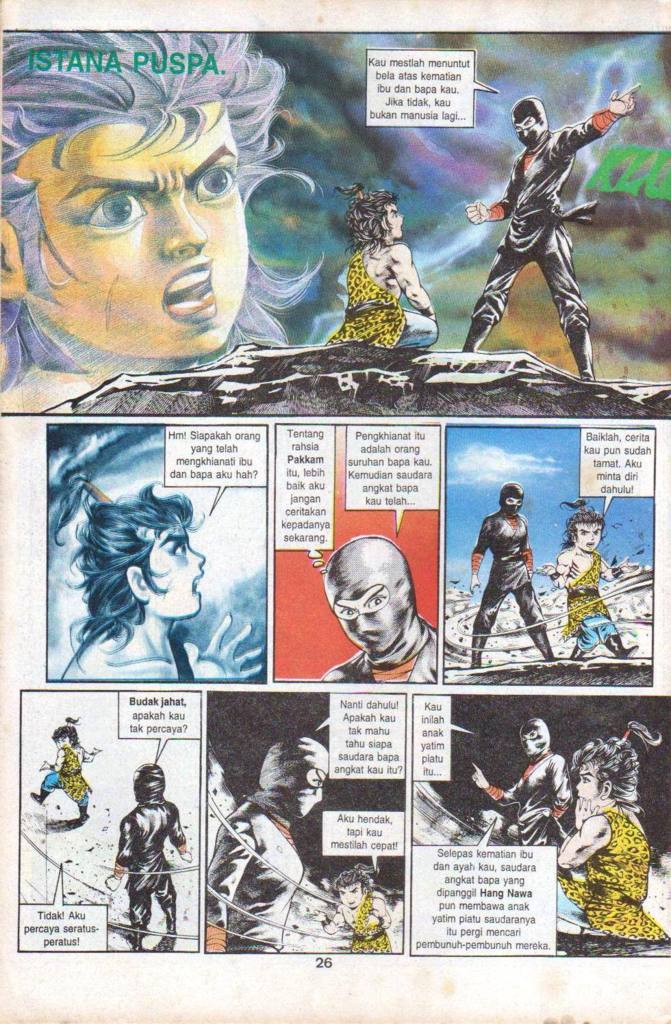 ISTANA PUSPA.
Kau mestlah menuntut
bela atas kematian
ibu dan bapa kau.
Jika tidak, kau
bukan manusia lagi...
Hm! Siapakah orang
yang telah
mengkhianati ibu
dan bapa aku hah?
Tentang
rahsia
Pakkam
itu, lebih
baik aku
jangan
ceritakan
kepadanya
sekarang.
Pengkhianat itu
adalah orang
suruhan bapa kau.
Kemudian saudara
angkat bapa
kau telah...
Baiklah, cerita
kau pun sudah
tamat. Aku
minta diri
dahulu!
Budak jahat,
apakah kau
tak percaya?
Tidak! Aku
percaya seratus-
peratus!
Nanti dahulu!
Apakah kau
tak mahu
tahu siapa
saudara bapa
angkat kau itu?
Aku hendak,
tapi kau
mestilah cepat!
Kau
inilah
anak
yatim
piatu
itu...
Selepas kematian ibu
dan ayah kau, saudara
angkat bapa yang
dipanggil Hang Nawa
pun membawa anak
yatim piatu saudaranya
itu pergi mencari
pembunuh-pembunuh mereka.
26